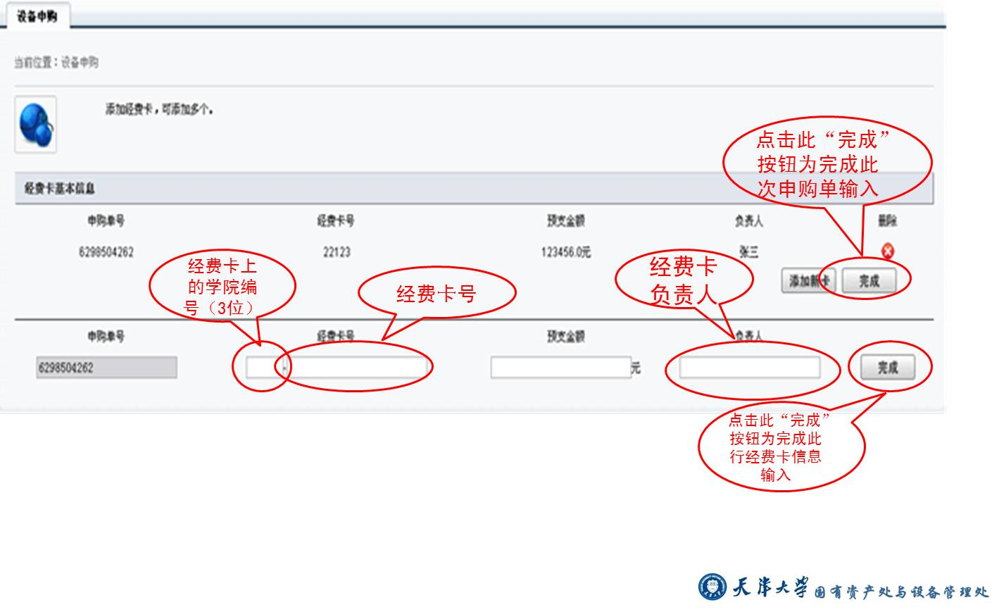 设备申购
当前位置：设备申购
添加经费卡，可添加多个。
点击此“完成”
按钮为完成此
次申购单输入
经费卡基本信息
申购单号 经费卡号 预支金额 负责人 删除
6298504262 22123 123456.0元 张三
添加新卡 完成
经费卡上
的学院编
号（3位）
经费卡号
经费卡
负责人
申购单号 经费卡号 预支金额 负责人
6298504262 - 元 完成
点击此“完成”
按钮为完成此
行经费卡信息
输入
天津大学 国有资产处与设备管理处